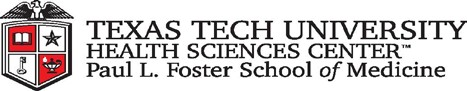 TEXAS TECH UNIVERSITY
HEALTH SCIENCES CENTER™
Paul L. Foster School of Medicine